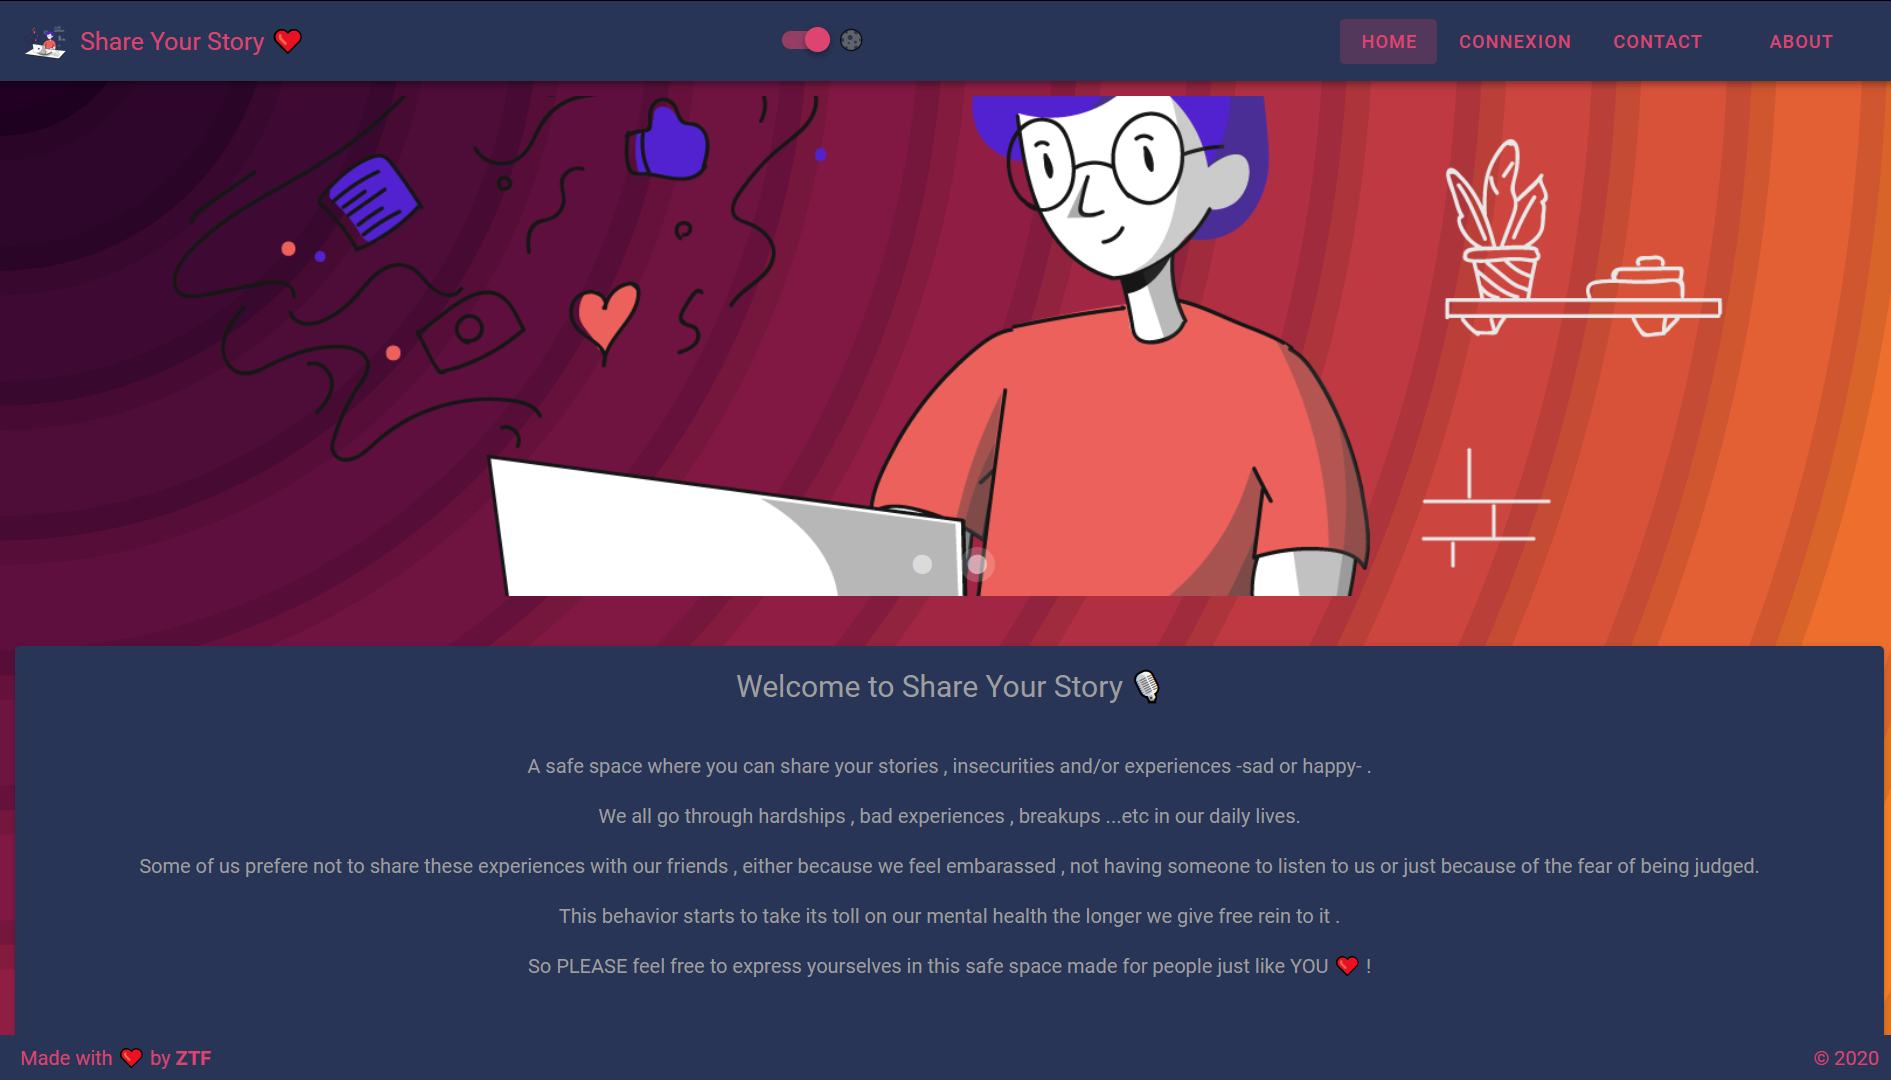 Share Your Story ❤️
HOME
CONNEXION
CONTACT
ABOUT
Welcome to Share Your Story 🎙️
A safe space where you can share your stories , insecurities and/or experiences -sad or happy- .
We all go through hardships , bad experiences , breakups ...etc in our daily lives.
Some of us prefere not to share these experiences with our friends , either because we feel embarassed , not having someone to listen to us or just because of the fear of being judged.
This behavior starts to take its toll on our mental health the longer we give free rein to it .
So PLEASE feel free to express yourselves in this safe space made for people just like YOU ❤️ !
Made with ❤️ by ZTF
© 2020